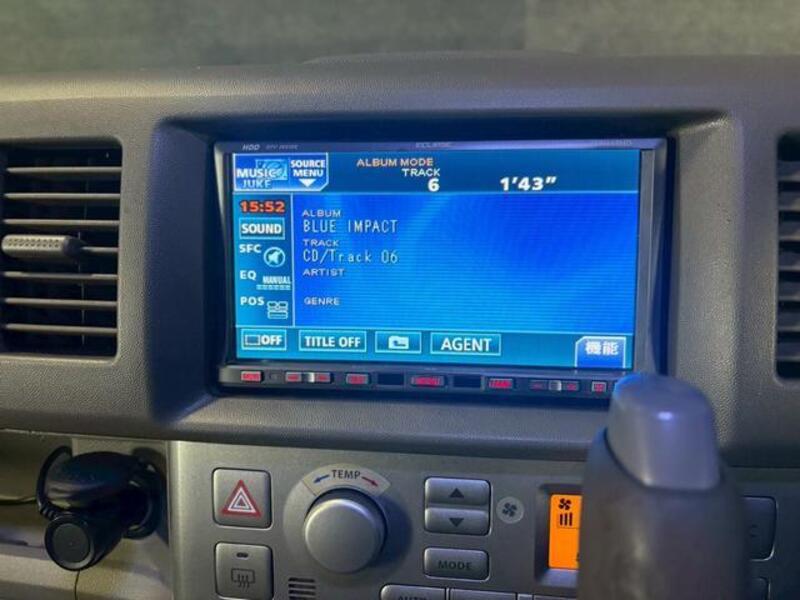 HDD
ECLIPSE
MUSIC
JUKE
SOURCE
MENU
ALBUM MODE
TRACK
6
1'43"
15:52
SOUND
SFC
EQ MANUAL
POS
ALBUM
BLUE IMPACT
TRACK
CD/Track 06
ARTIST
GENRE
OFF
TITLE OFF
AGENT
機能
TEMP
MODE
AUTO